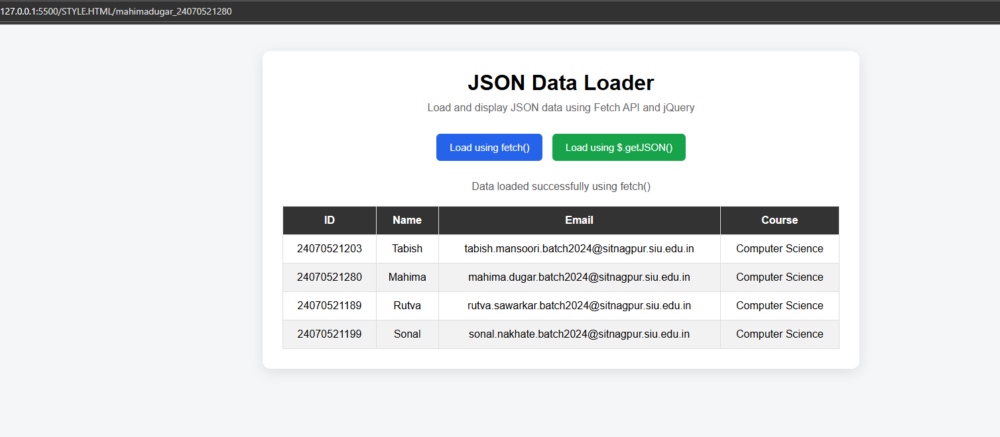 127.0.0.1:5500/STYLE.HTML/mahimadugar_24070521280
JSON Data Loader
Load and display JSON data using Fetch API and jQuery
Load using fetch() Load using $.getJSON()
Data loaded successfully using fetch()
ID Name Email Course
24070521203 Tabish tabish.mansoori.batch2024@sitnagpur.siu.edu.in Computer Science
24070521280 Mahima mahima.dugar.batch2024@sitnagpur.siu.edu.in Computer Science
24070521189 Rutva rutva.sawarkar.batch2024@sitnagpur.siu.edu.in Computer Science
24070521199 Sonal sonal.nakhate.batch2024@sitnagpur.siu.edu.in Computer Science